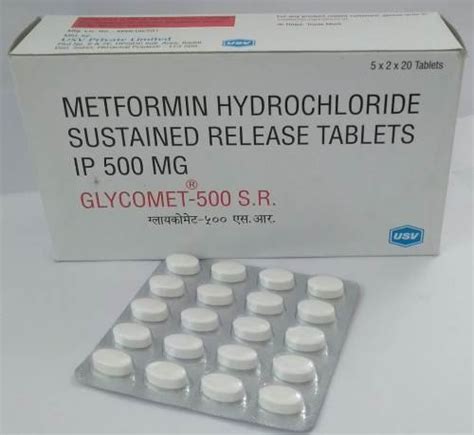 USV Private Limited
5 x 2 x 20 Tablets
METFORMIN HYDROCHLORIDE
SUSTAINED RELEASE TABLETS
IP 500 MG
GLYCOMET®-500 S.R.
ग्लायकोमेट-५०० एस.आर.
USV